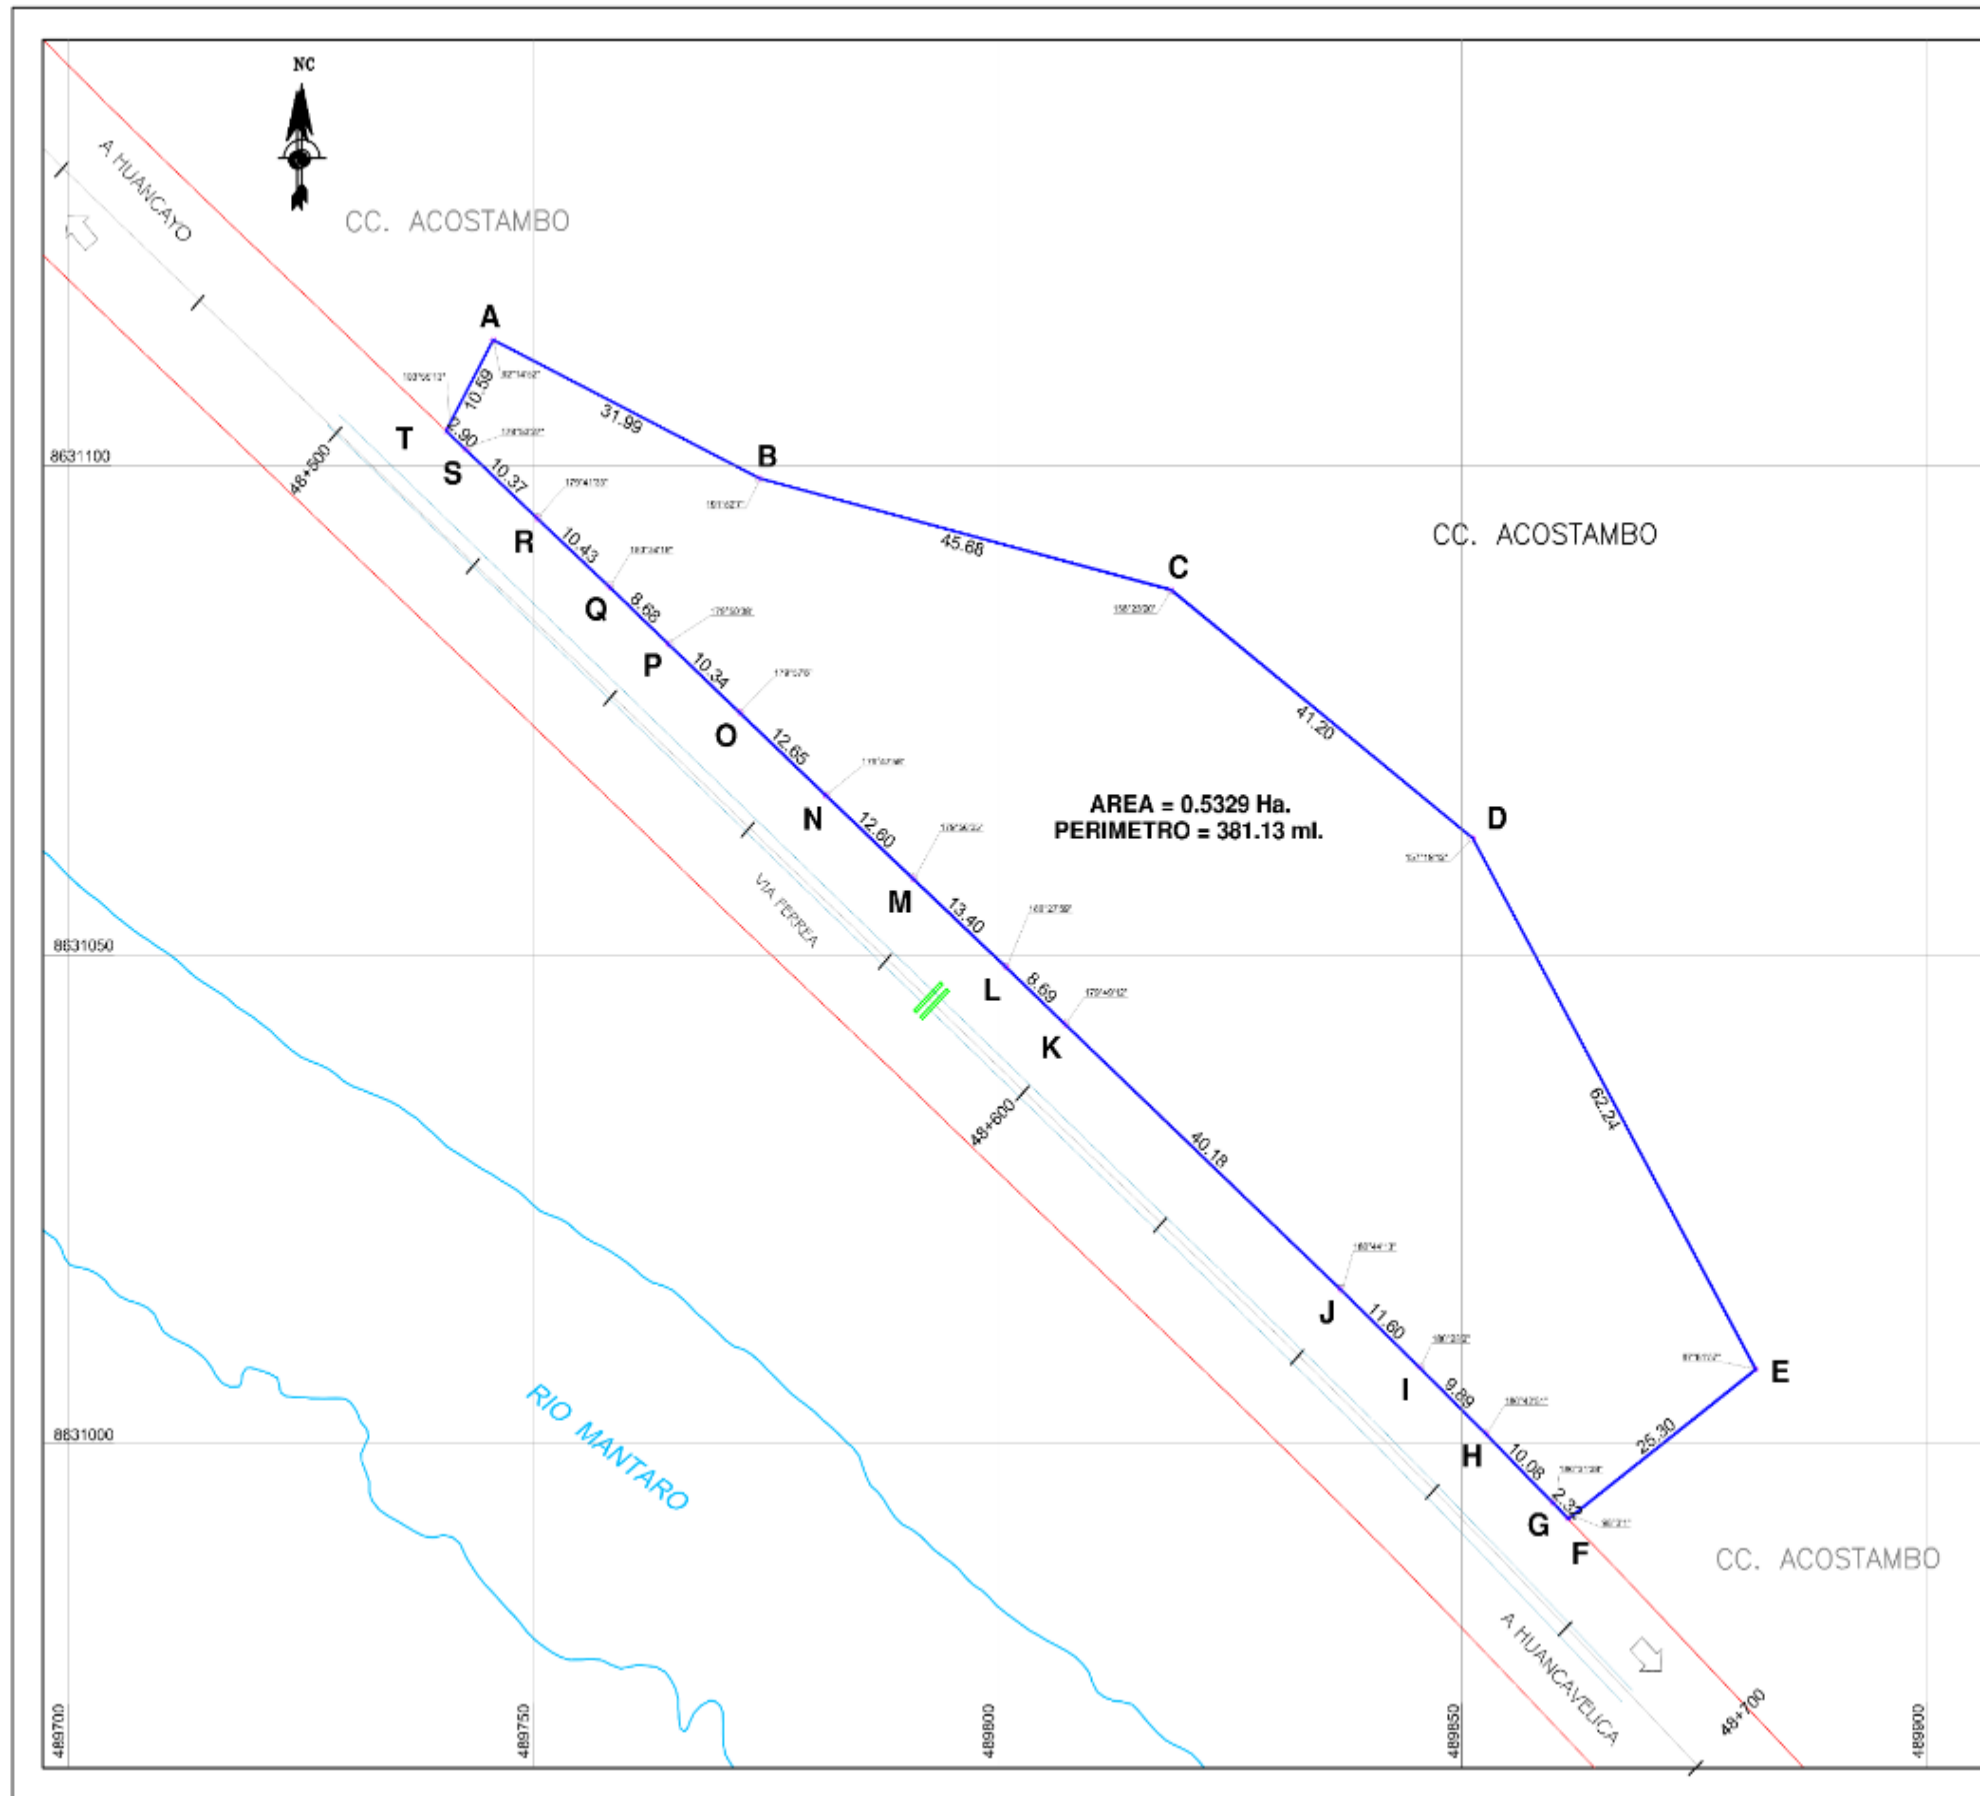 NC
A HUANCAYO
CC. ACOSTAMBO
A
10.59
31.99
T
2.90
B
S
8631100
48+500
10.37
R
10.43
45.68
CC. ACOSTAMBO
C
Q
8.68
P
10.34
41.20
O
12.65
AREA = 0.5329 Ha.
PERIMETRO = 381.13 ml.
D
N
12.60
VIA FERREA
M
13.40
8631050
L
8.69
K
48+600
62.24
40.18
J
11.60
E
I
9.89
25.30
8631000
H
10.08
RIO MANTARO
2.32
G
F
CC. ACOSTAMBO
A HUANCAVELICA
48+700
489700
489750
489800
489850
489900